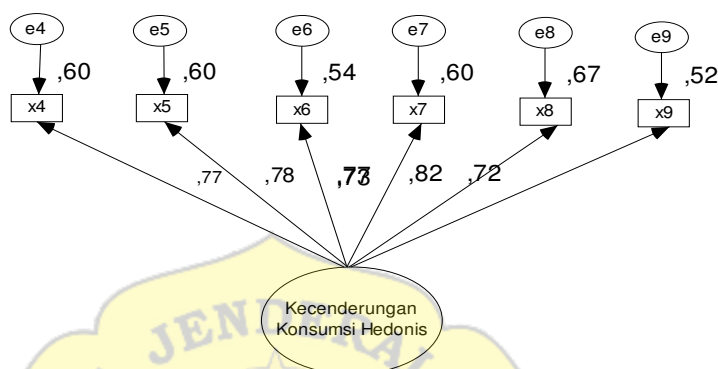 e4 e5 e6 e7 e8 e9
,60 ,60 ,54 ,60 ,67 ,52
x4 x5 x6 x7 x8 x9
,77 ,78 ,82 ,72
Kecenderungan
Konsumsi Hedonis
JENDERAL